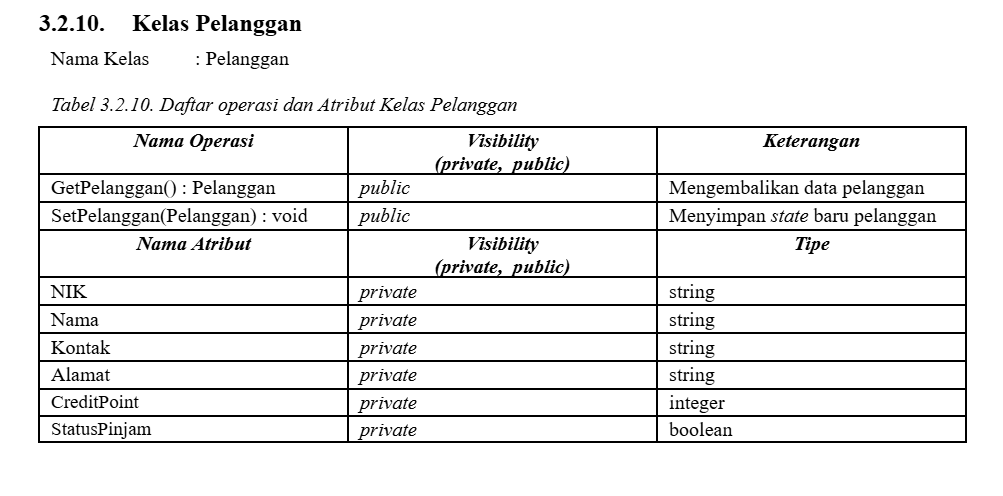 3.2.10. Kelas Pelanggan
Nama Kelas : Pelanggan
Tabel 3.2.10. Daftar operasi dan Atribut Kelas Pelanggan
Nama Operasi Visibility (private, public) Keterangan
GetPelanggan() : Pelanggan public Mengembalikan data pelanggan
SetPelanggan(Pelanggan) : void public Menyimpan state baru pelanggan
Nama Atribut Visibility (private, public) Tipe
NIK private string
Nama private string
Kontak private string
Alamat private string
CreditPoint private integer
StatusPinjam private boolean